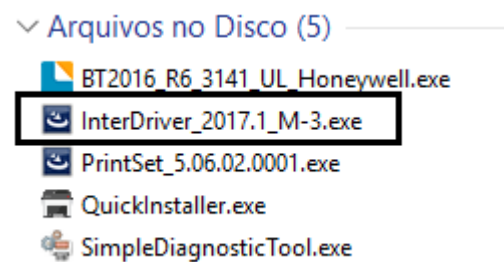 Arquivos no Disco (5)
BT2016_R6_3141_UL_Honeywell.exe
InterDriver_2017.1_M-3.exe
PrintSet_5.06.02.0001.exe
QuickInstaller.exe
SimpleDiagnosticTool.exe